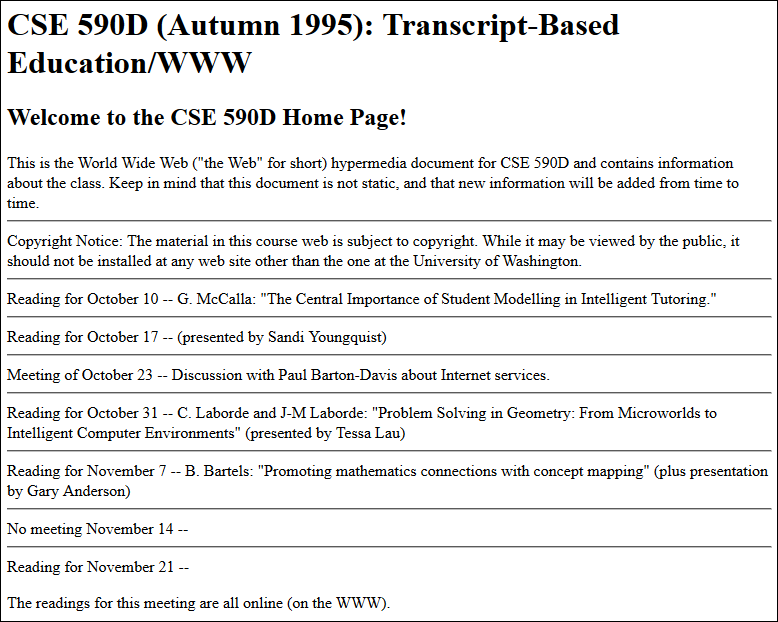 CSE 590D (Autumn 1995): Transcript-Based
Education/WWW
Welcome to the CSE 590D Home Page!
This is the World Wide Web ("the Web" for short) hypermedia document for CSE 590D and contains information
about the class. Keep in mind that this document is not static, and that new information will be added from time to
time.
Copyright Notice: The material in this course web is subject to copyright. While it may be viewed by the public, it
should not be installed at any web site other than the one at the University of Washington.
Reading for October 10 -- G. McCalla: "The Central Importance of Student Modelling in Intelligent Tutoring."
Reading for October 17 -- (presented by Sandi Youngquist)
Meeting of October 23 -- Discussion with Paul Barton-Davis about Internet services.
Reading for October 31 -- C. Laborde and J-M Laborde: "Problem Solving in Geometry: From Microworlds to
Intelligent Computer Environments" (presented by Tessa Lau)
Reading for November 7 -- B. Bartels: "Promoting mathematics connections with concept mapping" (plus presentation
by Gary Anderson)
No meeting November 14 --
Reading for November 21 --
The readings for this meeting are all online (on the WWW).